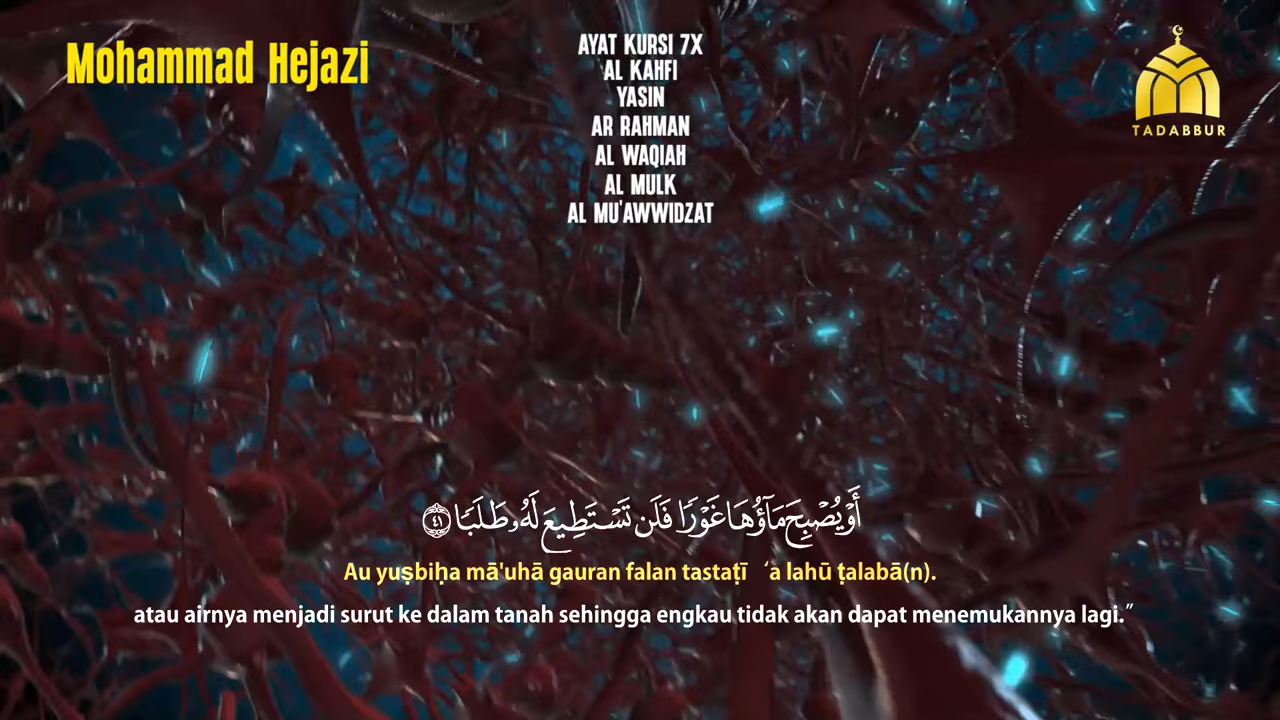 Mohammad Hejazi
AYAT KURSI 7X
AL KAHFI
YASIN
AR RAHMAN
AL WAQIAH
AL MULK
AL MU'AWWIDZAT
TADABBUR
أَوْ يُصْبِحَ مَاۤؤُهَا غَوْرًا فَلَن تَسْتَطِيعَ لَهُۥ طَلَبًا ٤١
Au yuṣbiḥa mā'uhā gauran falan tastaṭī ‘a lahū ṭalabā(n).
atau airnya menjadi surut ke dalam tanah sehingga engkau tidak akan dapat menemukannya lagi.”